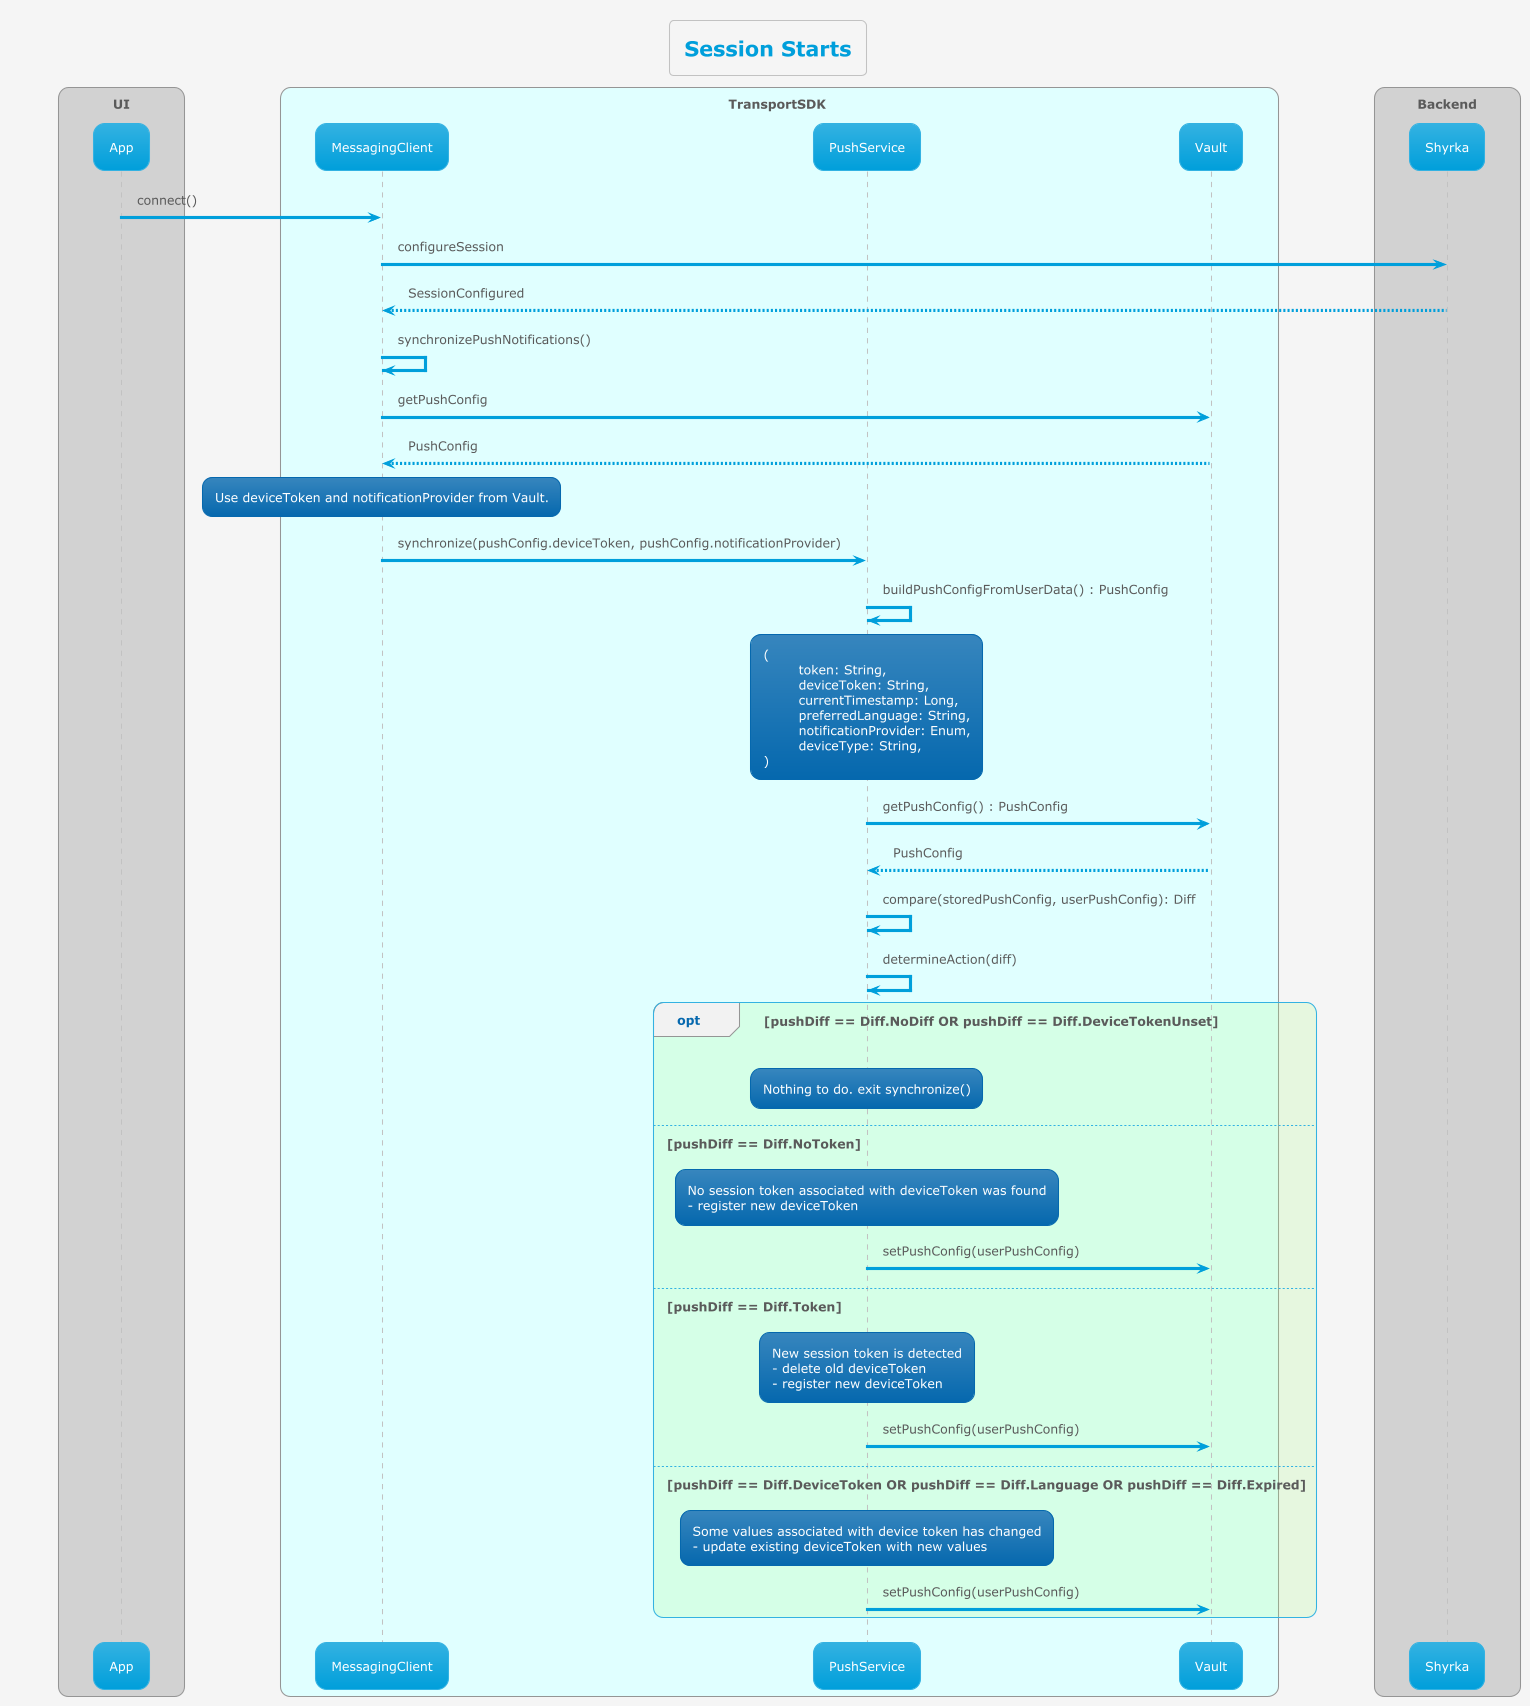 Session Starts
UI
TransportSDK
Backend
App
MessagingClient
PushService
Vault
Shyrka
connect()
configureSession
SessionConfigured
synchronizePushNotifications()
getPushConfig
PushConfig
Use deviceToken and notificationProvider from Vault.
synchronize(pushConfig.deviceToken, pushConfig.notificationProvider)
buildPushConfigFromUserData() : PushConfig
(
token: String,
deviceToken: String,
currentTimestamp: Long,
preferredLanguage: String,
notificationProvider: Enum,
deviceType: String,
)
getPushConfig() : PushConfig
PushConfig
compare(storedPushConfig, userPushConfig): Diff
determineAction(diff)
opt
[pushDiff == Diff.NoDiff OR pushDiff == Diff.DeviceTokenUnset]
Nothing to do. exit synchronize()
[pushDiff == Diff.NoToken]
No session token associated with deviceToken was found
- register new deviceToken
setPushConfig(userPushConfig)
[pushDiff == Diff.Token]
New session token is detected
- delete old deviceToken
- register new deviceToken
setPushConfig(userPushConfig)
[pushDiff == Diff.DeviceToken OR pushDiff == Diff.Language OR pushDiff == Diff.Expired]
Some values associated with device token has changed
- update existing deviceToken with new values
setPushConfig(userPushConfig)
App
MessagingClient
PushService
Vault
Shyrka